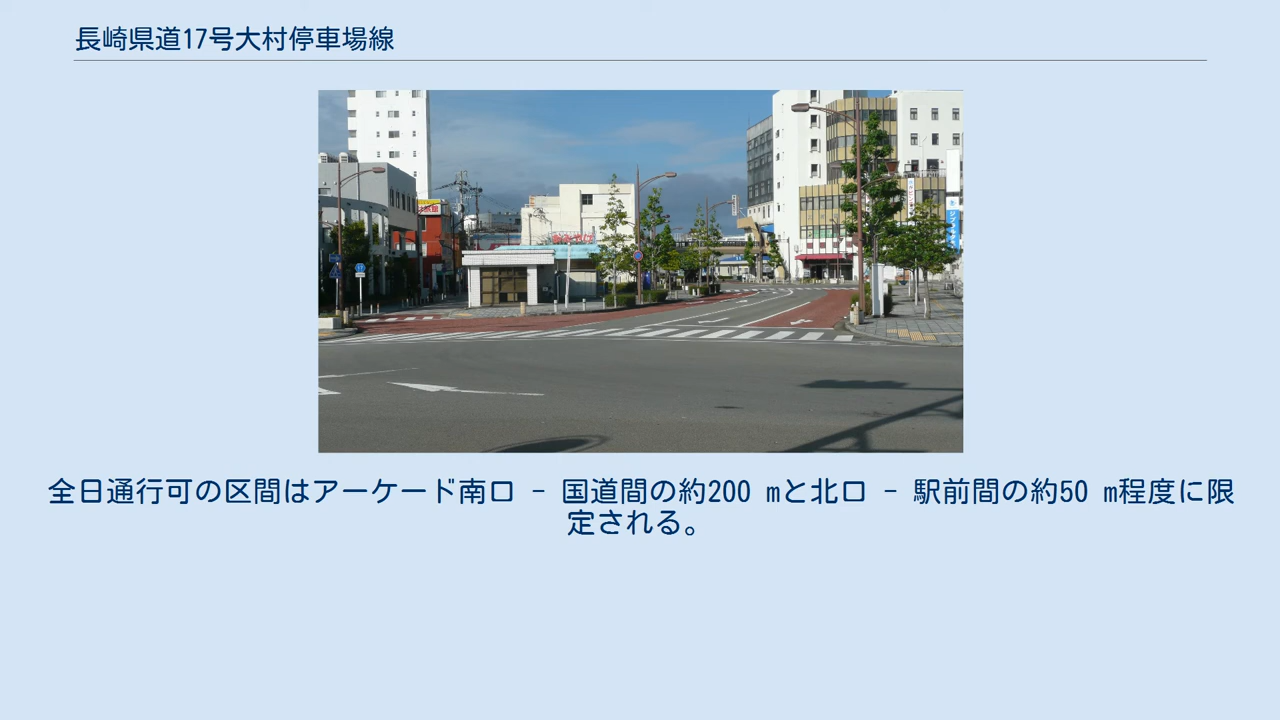 長崎県道17号大村停車場線
全日通行可の区間はアーケード南口 － 国道間の約200 mと北口 － 駅前間の約50 m程度に限
定される。